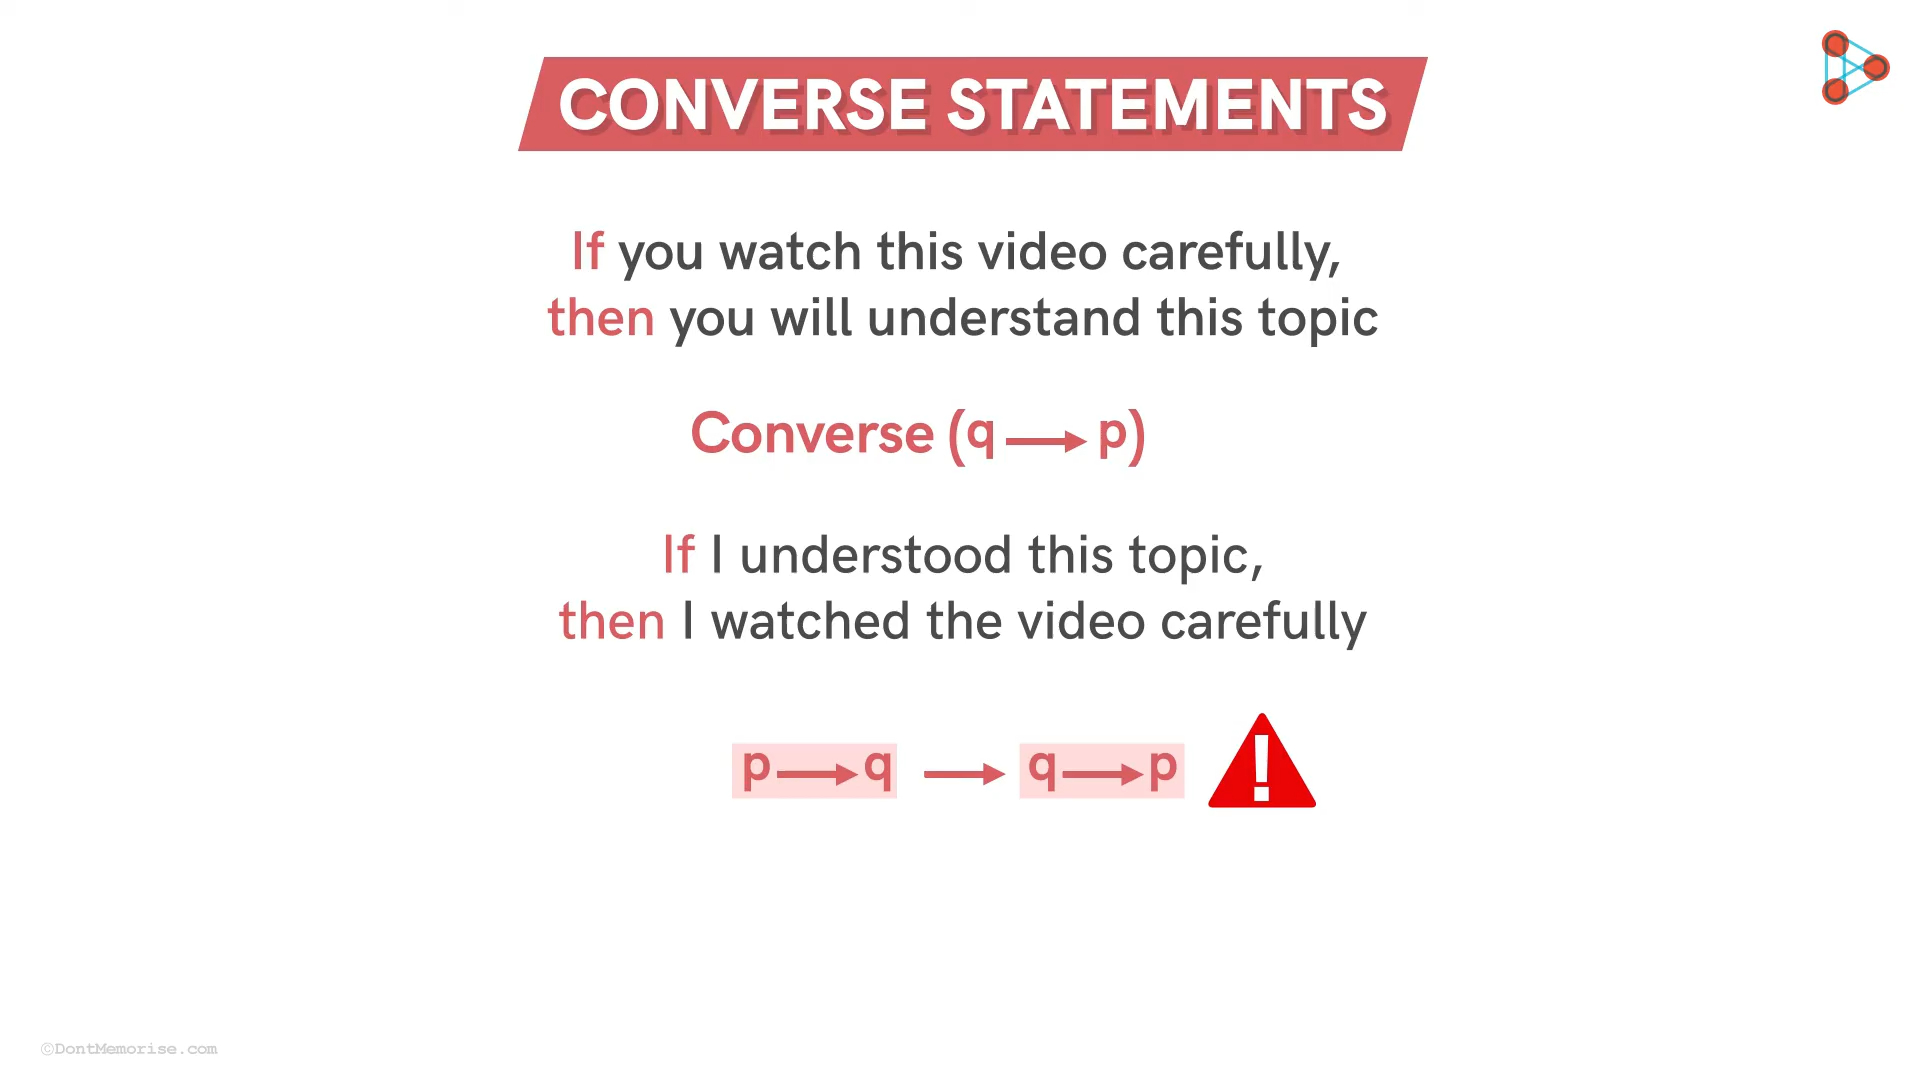 CONVERSE STATEMENTS
If you watch this video carefully,
then you will understand this topic
Converse (q → p)
If I understood this topic,
then I watched the video carefully
p → q → q → p !
©DontMemorise.com